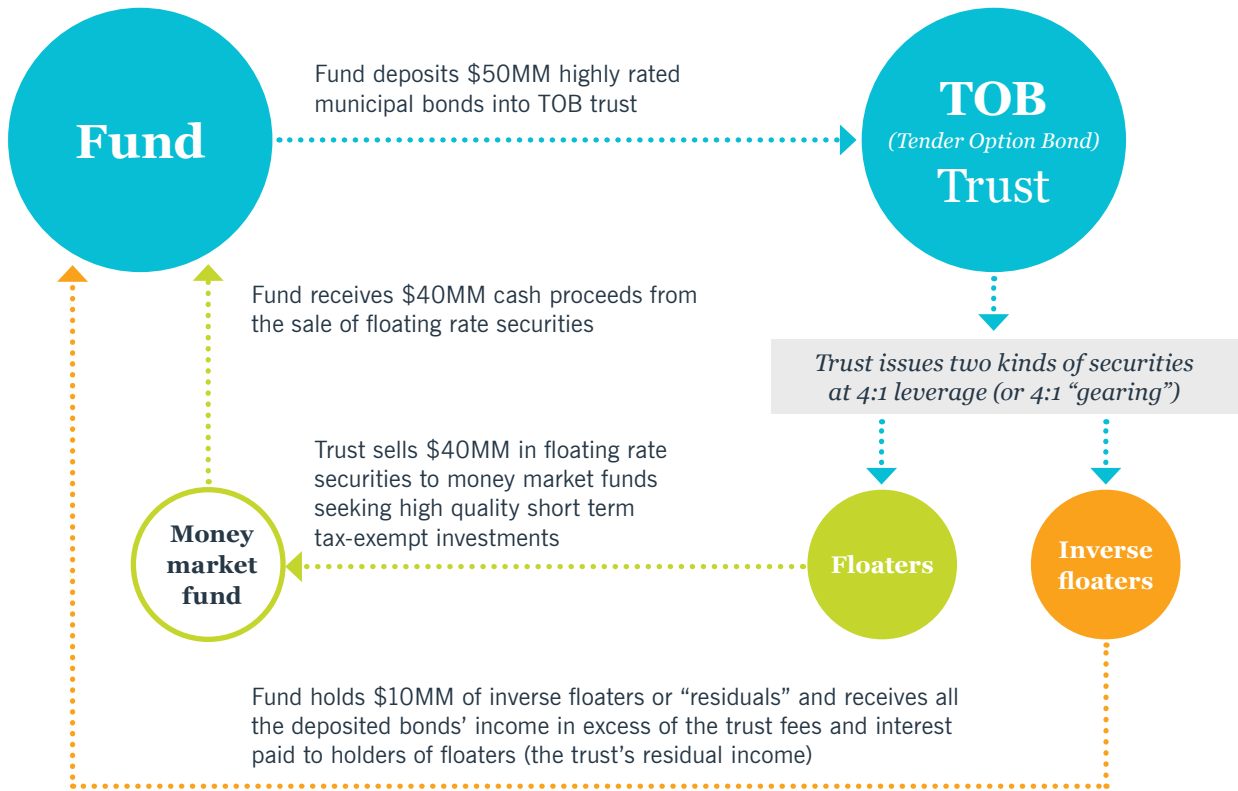 Fund
Fund deposits $50MM highly rated
municipal bonds into TOB trust
TOB
(Tender Option Bond)
Trust
Fund receives $40MM cash proceeds from
the sale of floating rate securities
Trust issues two kinds of securities
at 4:1 leverage (or 4:1 “gearing”)
Trust sells $40MM in floating rate
securities to money market funds
seeking high quality short term
tax-exempt investments
Money
market
fund
Floaters
Inverse
floaters
Fund holds $10MM of inverse floaters or “residuals” and receives all
the deposited bonds’ income in excess of the trust fees and interest
paid to holders of floaters (the trust’s residual income)